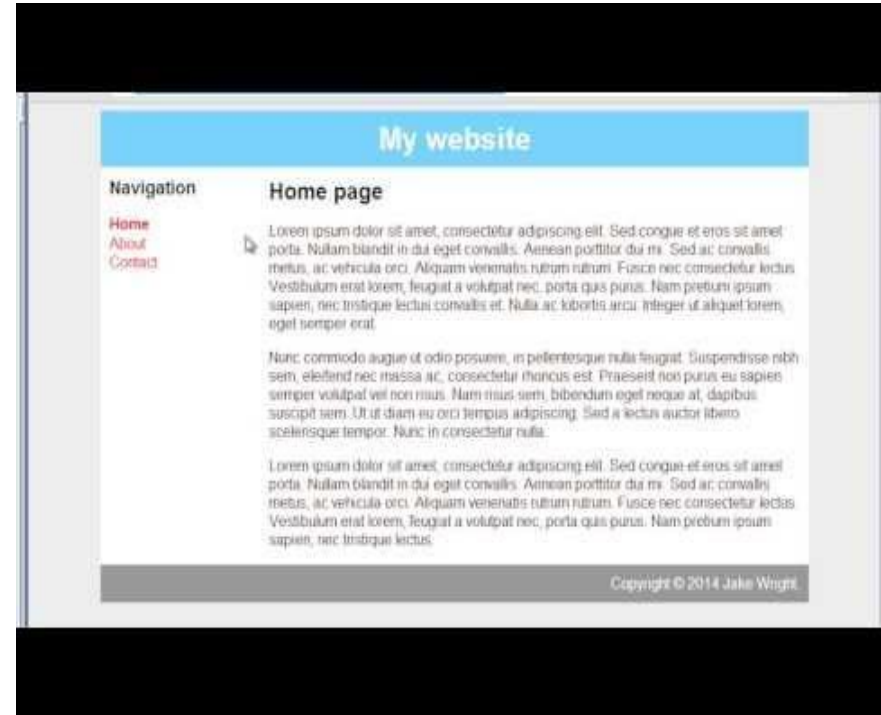 My website
Navigation
Home
About
Contact
Home page
Lorem ipsum dolor sit amet, consectetur adipiscing elit. Sed congue et eros sit amet
porta. Nullam blandit in dui eget convallis. Aenean porttitor dui mi. Sed ac convallis
metus, ac vehicula orci. Aliquam venenatis rutrum rutrum. Fusce nec consectetur lectus.
Vestibulum erat lorem, feugiat a volutpat nec, porta quis purus. Nam pretium ipsum
sapien, nec tristique lectus convallis et. Nulla ac lobortis arcu. Integer ut aliquet lorem,
eget semper erat.
Nunc commodo augue ut odio posuere, in pellentesque nulla feugiat. Suspendisse nibh
sem, eleifend nec massa ac, consectetur rhoncus est. Praesent non purus eu sapien
semper volutpat vel non risus. Nam risus sem, bibendum eget neque at, dapibus
suscipit sem. Ut ut diam eu orci tempus adipiscing. Sed a lectus auctor libero
scelerisque tempor. Nunc in consectetur nulla.
Lorem ipsum dolor sit amet, consectetur adipiscing elit. Sed congue et eros sit amet
porta. Nullam blandit in dui eget convallis. Aenean porttitor dui mi. Sed ac convallis
metus, ac vehicula orci. Aliquam venenatis rutrum rutrum. Fusce nec consectetur lectus.
Vestibulum erat lorem, feugiat a volutpat nec, porta quis purus. Nam pretium ipsum
sapien, nec tristique lectus.
Copyright © 2014 Jake Wright.